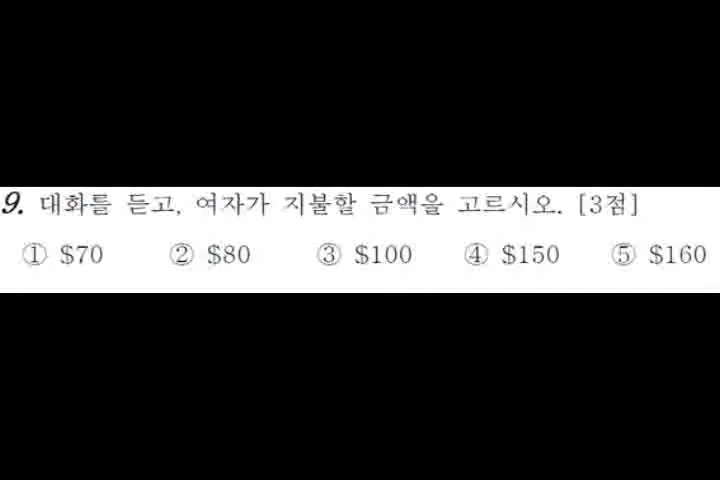 9. 대화를 듣고, 여자가 지불할 금액을 고르시오. [3점]
① $70 ② $80 ③ $100 ④ $150 ⑤ $160